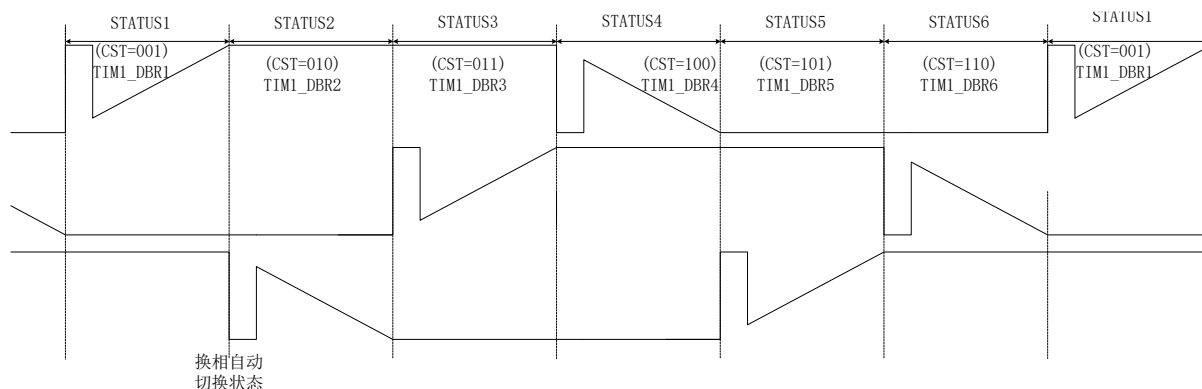 STATUS1
STATUS2
STATUS3
STATUS4
STATUS5
STATUS6
STATUS1
(CST=001)
TIM1_DBR1
(CST=010)
TIM1_DBR2
(CST=011)
TIM1_DBR3
(CST=100)
TIM1_DBR4
(CST=101)
TIM1_DBR5
(CST=110)
TIM1_DBR6
(CST=001)
TIM1_DBR1
换相自动
切换状态